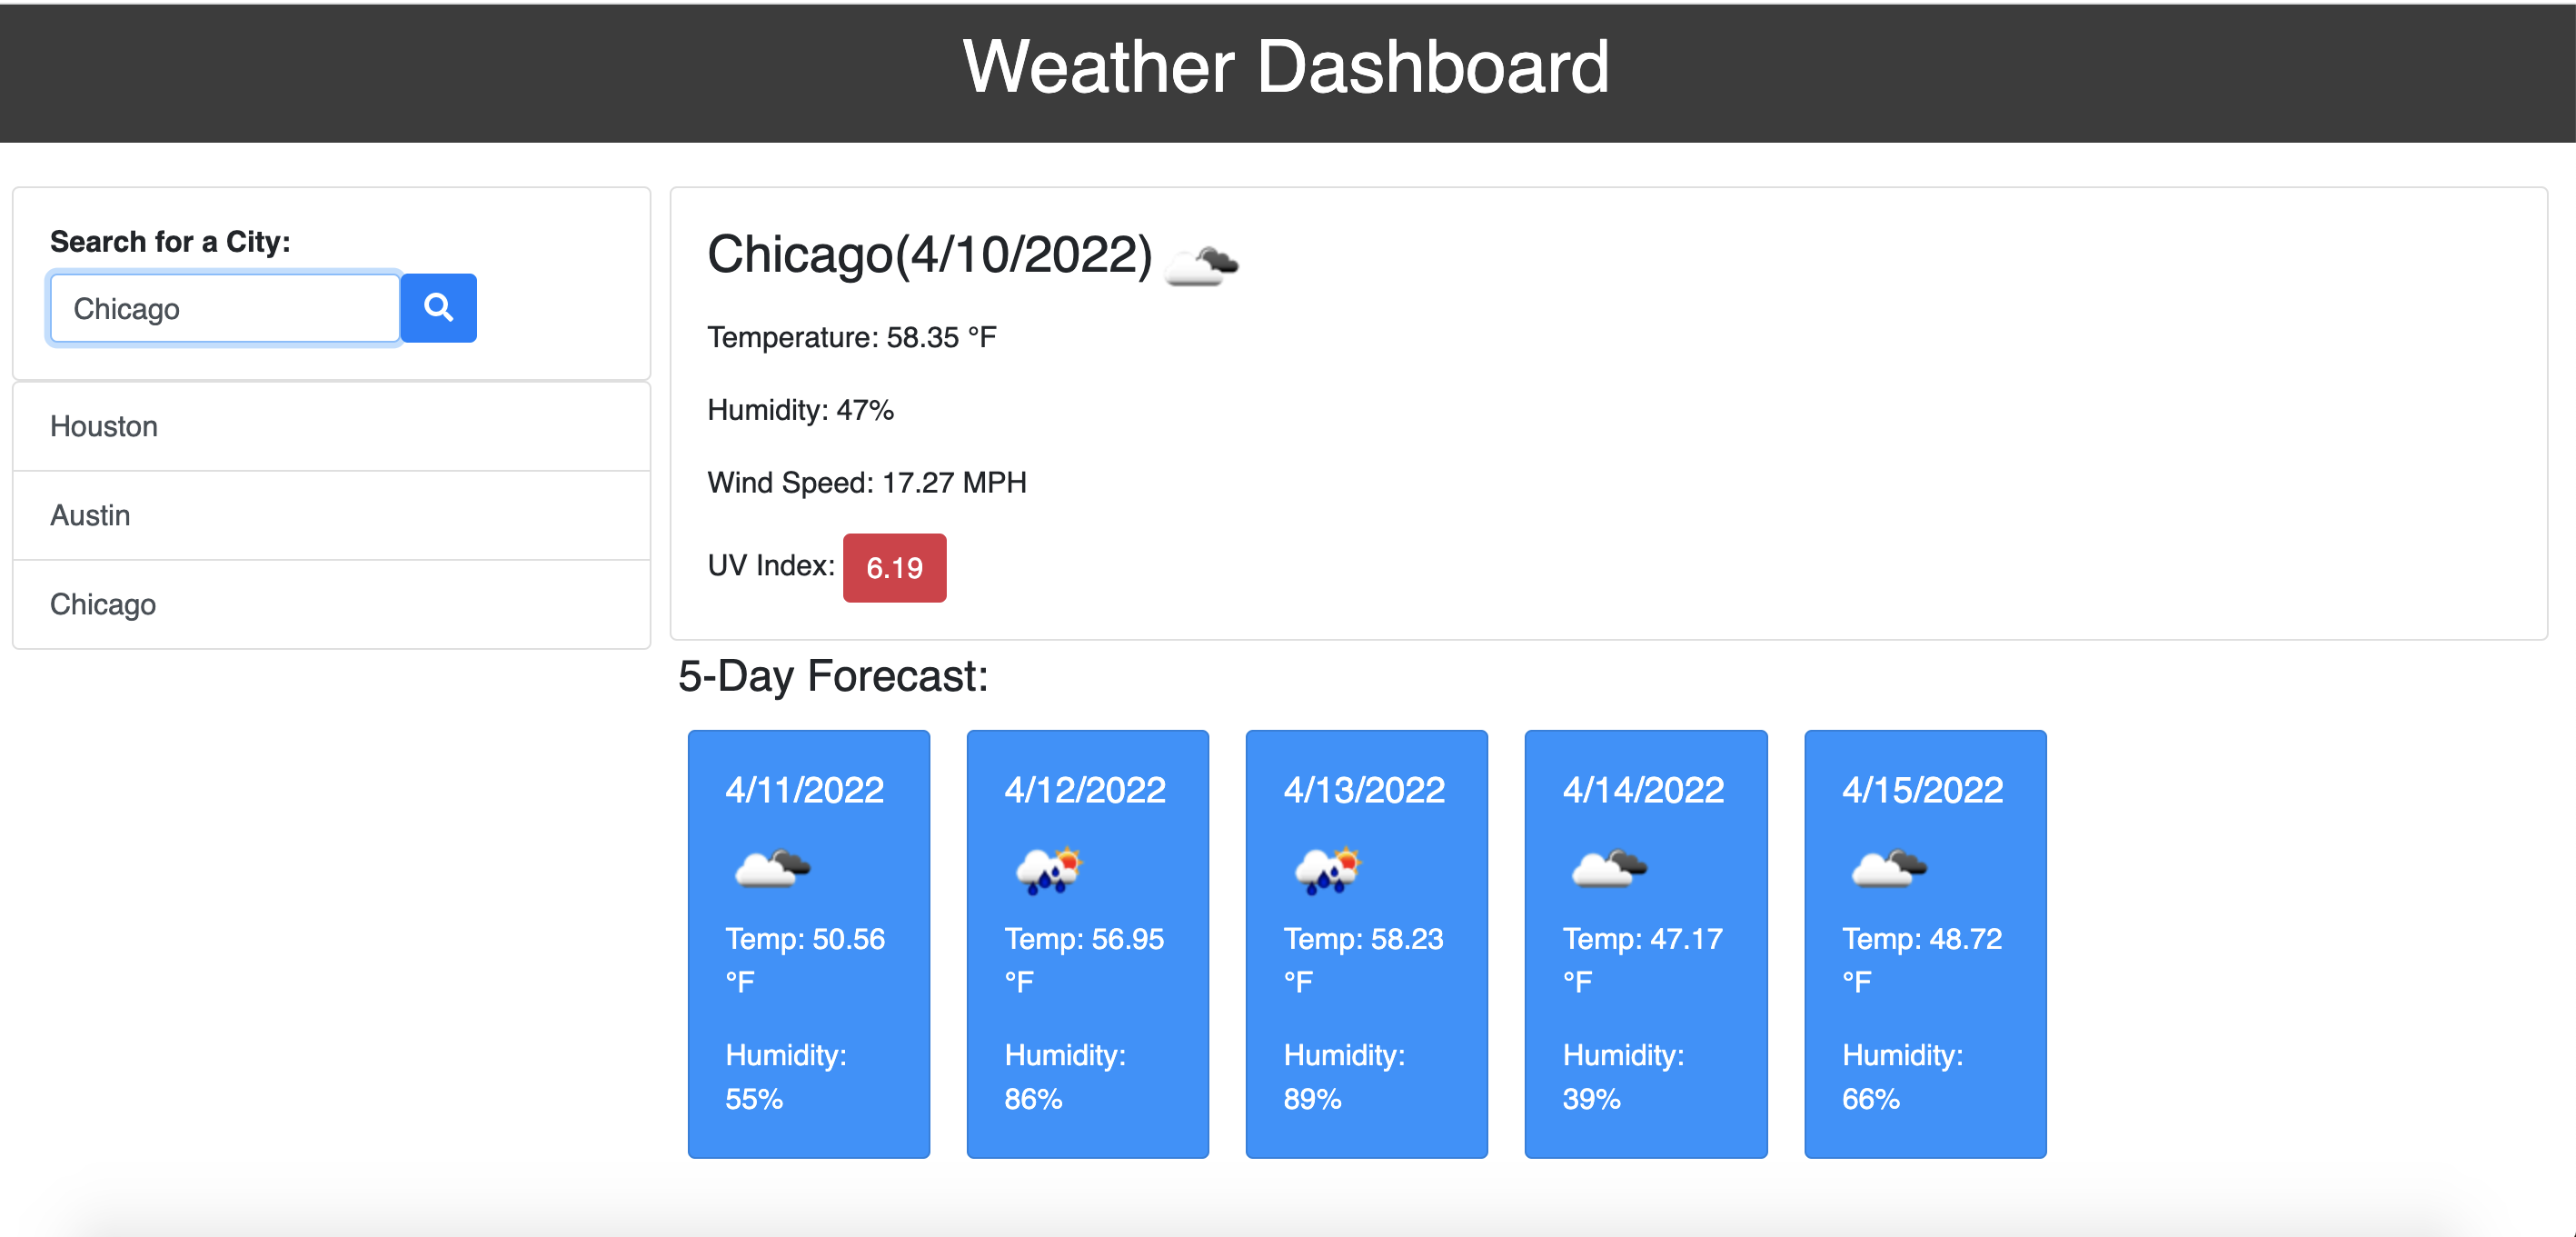 Weather Dashboard
Search for a City:
Chicago
Houston
Austin
Chicago
Chicago(4/10/2022)
Temperature: 58.35 °F
Humidity: 47%
Wind Speed: 17.27 MPH
UV Index: 6.19
5-Day Forecast:
4/11/2022
Temp: 50.56
°F
Humidity:
55%
4/12/2022
Temp: 56.95
°F
Humidity:
86%
4/13/2022
Temp: 58.23
°F
Humidity:
89%
4/14/2022
Temp: 47.17
°F
Humidity:
39%
4/15/2022
Temp: 48.72
°F
Humidity:
66%